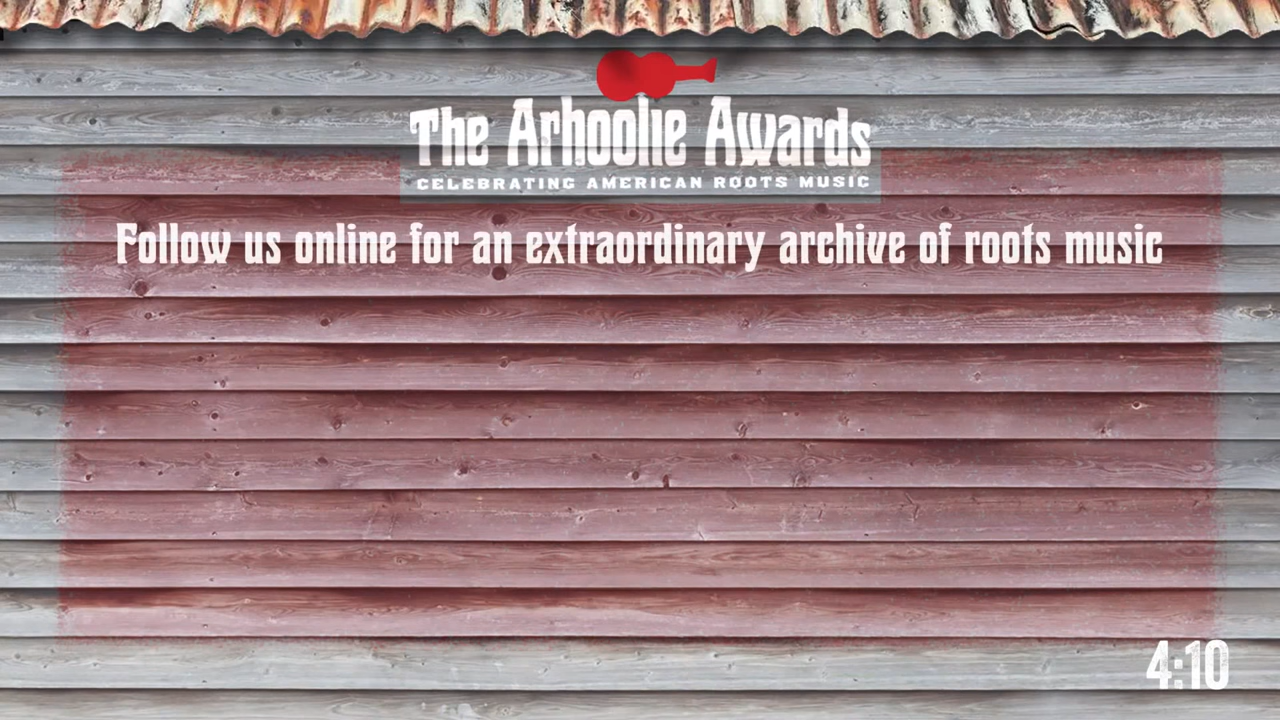 The Arhoolie Awards
CELEBRATING AMERICAN ROOTS MUSIC
Follow us online for an extraordinary archive of roots music
4:10